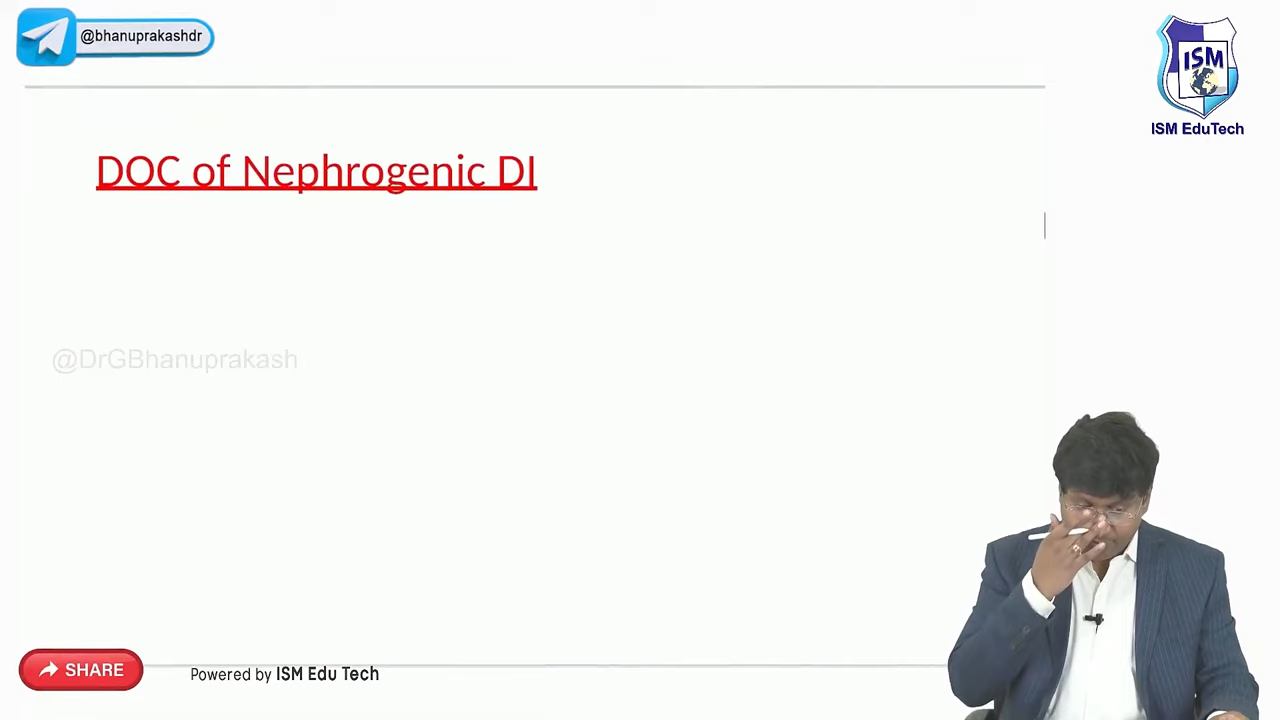 @bhanuprakashdr
ISM
ISM EduTech
DOC of Nephrogenic DI
@DrGBhanuprakash
SHARE
Powered by ISM Edu Tech